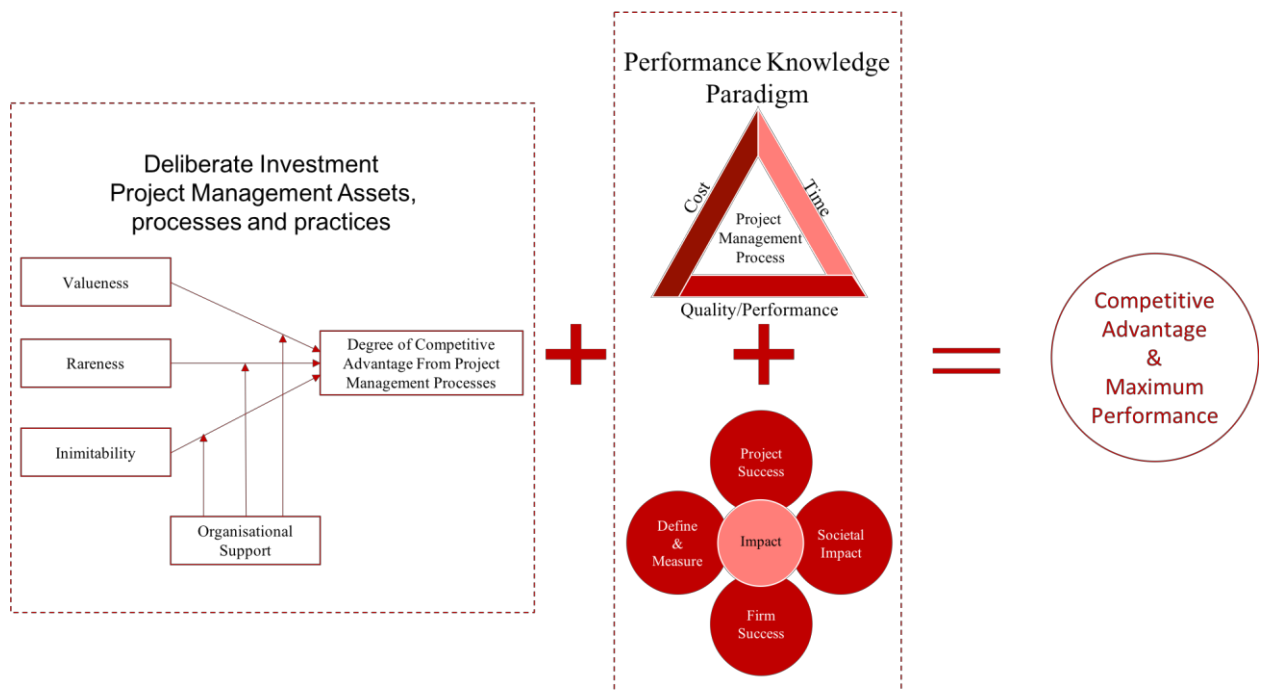 Deliberate Investment
Project Management Assets,
processes and practices
Valueness
Rareness
Inimitability
Organisational
Support
Degree of Competitive
Advantage From Project
Management Processes
+
Performance Knowledge
Paradigm
Cost
Time
Project
Management
Process
Quality/Performance
+
Project
Success
Define
&
Measure
Impact
Societal
Impact
Firm
Success
=
Competitive
Advantage
&
Maximum
Performance